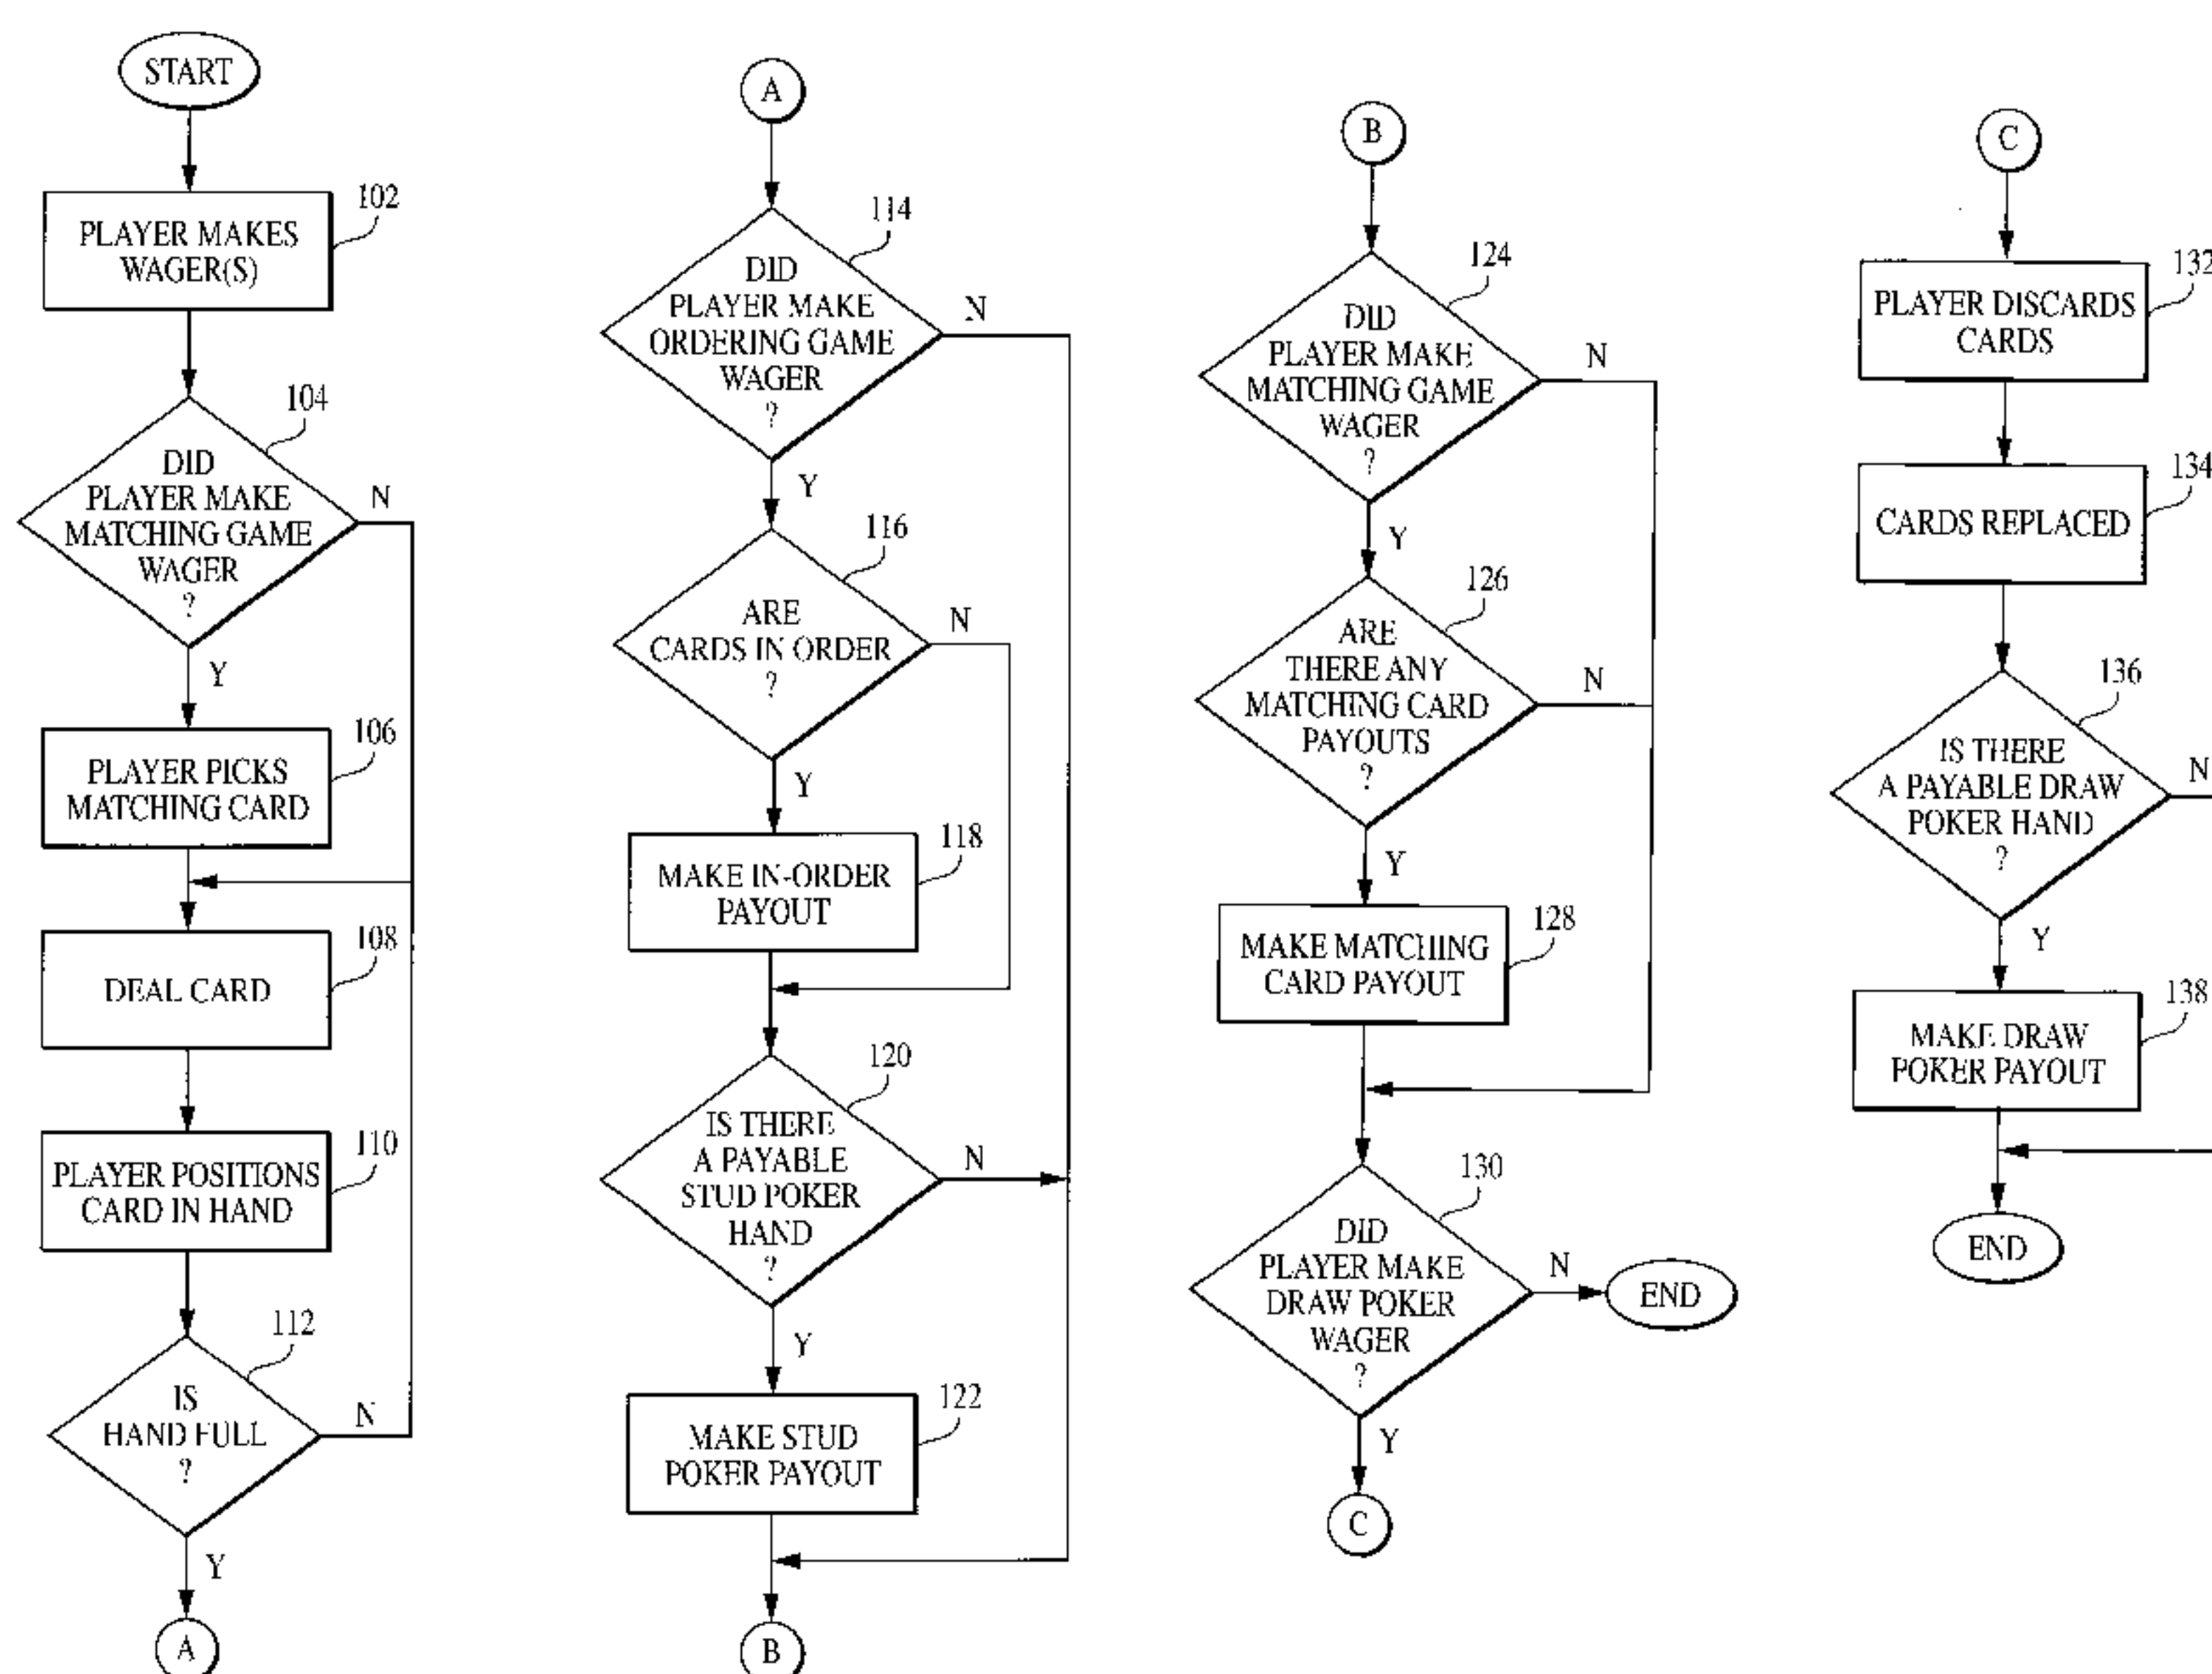 START
102
PLAYER MAKES
WAGER(S)
104
DID
PLAYER MAKE
MATCHING GAME
WAGER
?
N
Y
106
PLAYER PICKS
MATCHING CARD
108
DEAL CARD
110
PLAYER POSITIONS
CARD IN HAND
112
IS
HAND FULL
?
N
Y
A
A
114
DID
PLAYER MAKE
ORDERING GAME
WAGER
?
N
Y
116
ARE
CARDS IN ORDER
?
N
Y
118
MAKE IN-ORDER
PAYOUT
120
IS THERE
A PAYABLE
STUD POKER
HAND
?
N
Y
122
MAKE STUD
POKER PAYOUT
B
B
124
DID
PLAYER MAKE
MATCHING GAME
WAGER
?
N
Y
126
ARE
THERE ANY
MATCHING CARD
PAYOUTS
?
N
Y
128
MAKE MATCHING
CARD PAYOUT
130
DID
PLAYER MAKE
DRAW POKER
WAGER
?
N
END
Y
C
C
132
PLAYER DISCARDS
CARDS
134
CARDS REPLACED
136
IS THERE
A PAYABLE DRAW
POKER HAND
?
N
Y
138
MAKE DRAW
POKER PAYOUT
END